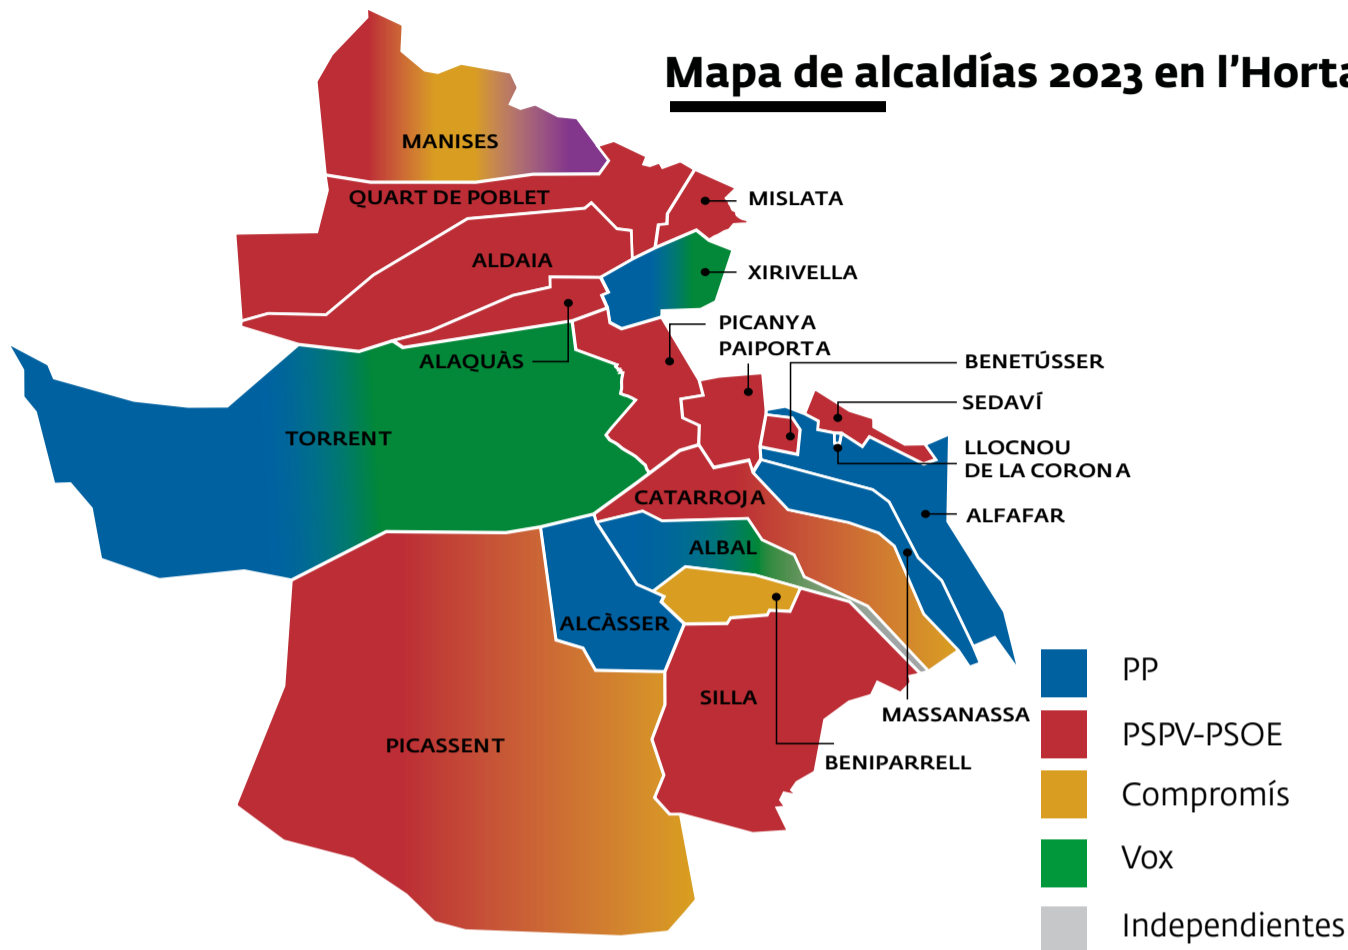 Mapa de alcaldías 2023 en l'Horta
MANISES
QUART DE POBLET
MISLATA
ALDAIA
XIRIVELLA
PICANYA
PAIPORTA
ALAQUÀS
BENETÚSSER
SEDAVÍ
TORRENT
LLOCNOU
DE LA CORONA
CATARROJA
ALFAFAR
ALBAL
ALCÀSSER
SILLA
MASSANASSA
PICASSENT
BENIPARRELL
PP
PSPV-PSOE
Compromís
Vox
Independientes